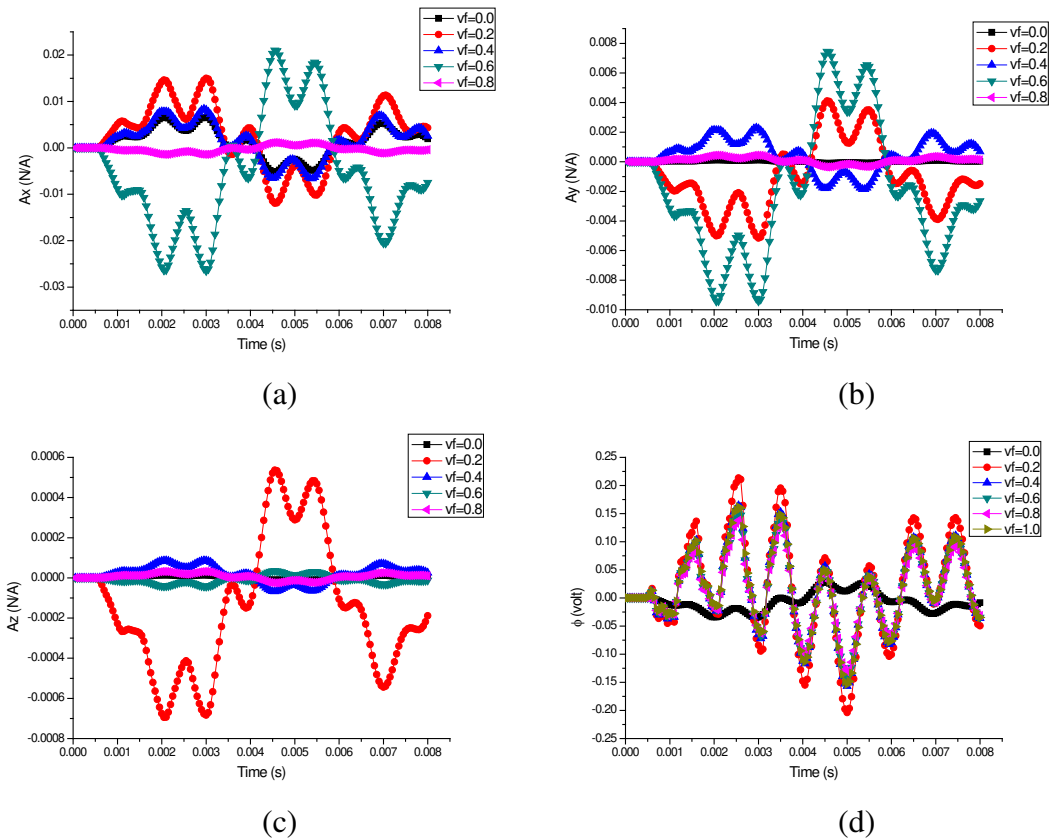 vf=0.0
vf=0.2
vf=0.4
vf=0.6
vf=0.8
0.02
0.01
0.00
-0.01
-0.02
-0.03
Ax (N/A)
0.000 0.001 0.002 0.003 0.004 0.005 0.006 0.007 0.008
Time (s)
(a)
vf=0.0
vf=0.2
vf=0.4
vf=0.6
vf=0.8
0.008
0.006
0.004
0.002
0.000
-0.002
-0.004
-0.006
-0.008
-0.010
Ay (N/A)
0.000 0.001 0.002 0.003 0.004 0.005 0.006 0.007 0.008
Time (s)
(b)
vf=0.0
vf=0.2
vf=0.4
vf=0.6
vf=0.8
0.0006
0.0004
0.0002
0.0000
-0.0002
-0.0004
-0.0006
-0.0008
Az (N/A)
0.000 0.001 0.002 0.003 0.004 0.005 0.006 0.007 0.008
Time (s)
(c)
vf=0.0
vf=0.2
vf=0.4
vf=0.6
vf=0.8
vf=1.0
0.25
0.20
0.15
0.10
0.05
0.00
-0.05
-0.10
-0.15
-0.20
-0.25
ϕ (volt)
0.000 0.001 0.002 0.003 0.004 0.005 0.006 0.007 0.008
Time (s)
(d)